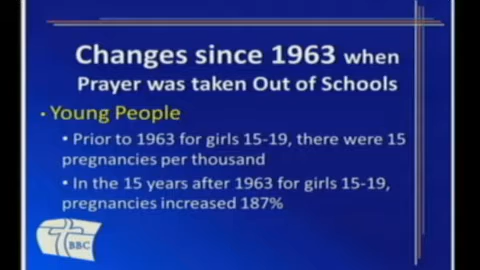 Changes since 1963 when
Prayer was taken Out of Schools
• Young People
• Prior to 1963 for girls 15-19, there were 15
pregnancies per thousand
• In the 15 years after 1963 for girls 15-19,
pregnancies increased 187%
BBC